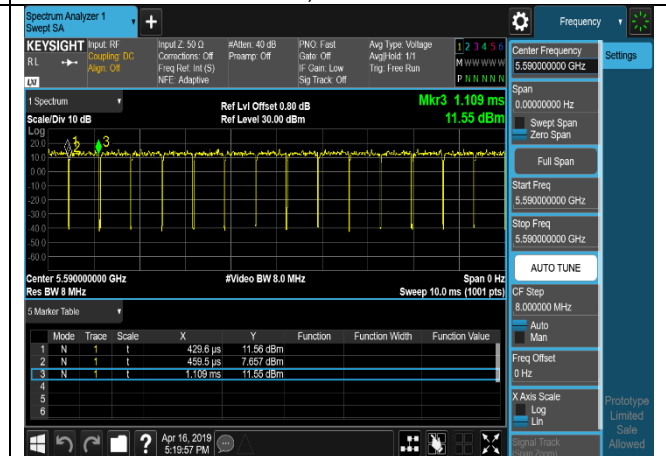 Spectrum Analyzer 1
Swept SA
Frequency
KEYSIGHT
Input: RF
Coupling: DC
Align: Off
Input Z: 50 Ω
Corrections: Off
Freq Ref: Int (S)
NFE: Adaptive
#Atten: 40 dB
Preamp: Off
PNO: Fast
Gate: Off
IF Gain: Low
Sig Track: Off
Avg Type: Voltage
Avg|Hold: 1/1
Trig: Free Run
1 2 3 4 5 6
M W W W W W
P N N N N N
R L
LXI
1 Spectrum
Scale/Div 10 dB
Ref Lvl Offset 0.80 dB
Ref Level 30.00 dBm
Mkr3 1.109 ms
11.55 dBm
Log
20.0
10.0
0.00
-10.0
-20.0
-30.0
-40.0
-50.0
-60.0
2
3
Center 5.590000000 GHz
Res BW 8 MHz
#Video BW 8.0 MHz
Span 0 Hz
Sweep 10.0 ms (1001 pts)
5 Marker Table
Mode Trace Scale X Y Function Function Width Function Value
1 N 1 t 429.6 µs 11.56 dBm
2 N 1 t 459.5 µs 7.657 dBm
3 N 1 t 1.109 ms 11.55 dBm
4
5
6
Apr 16, 2019
5:19:57 PM
?
Center Frequency
5.590000000 GHz
Settings
Span
0.00000000 Hz
Swept Span
Zero Span
Full Span
Start Freq
5.590000000 GHz
Stop Freq
5.590000000 GHz
AUTO TUNE
CF Step
8.000000 MHz
Auto
Man
Freq Offset
0 Hz
X Axis Scale
Log
Lin
Signal Track
(Span Zoom)
Prototype
Limited
Sale
Allowed